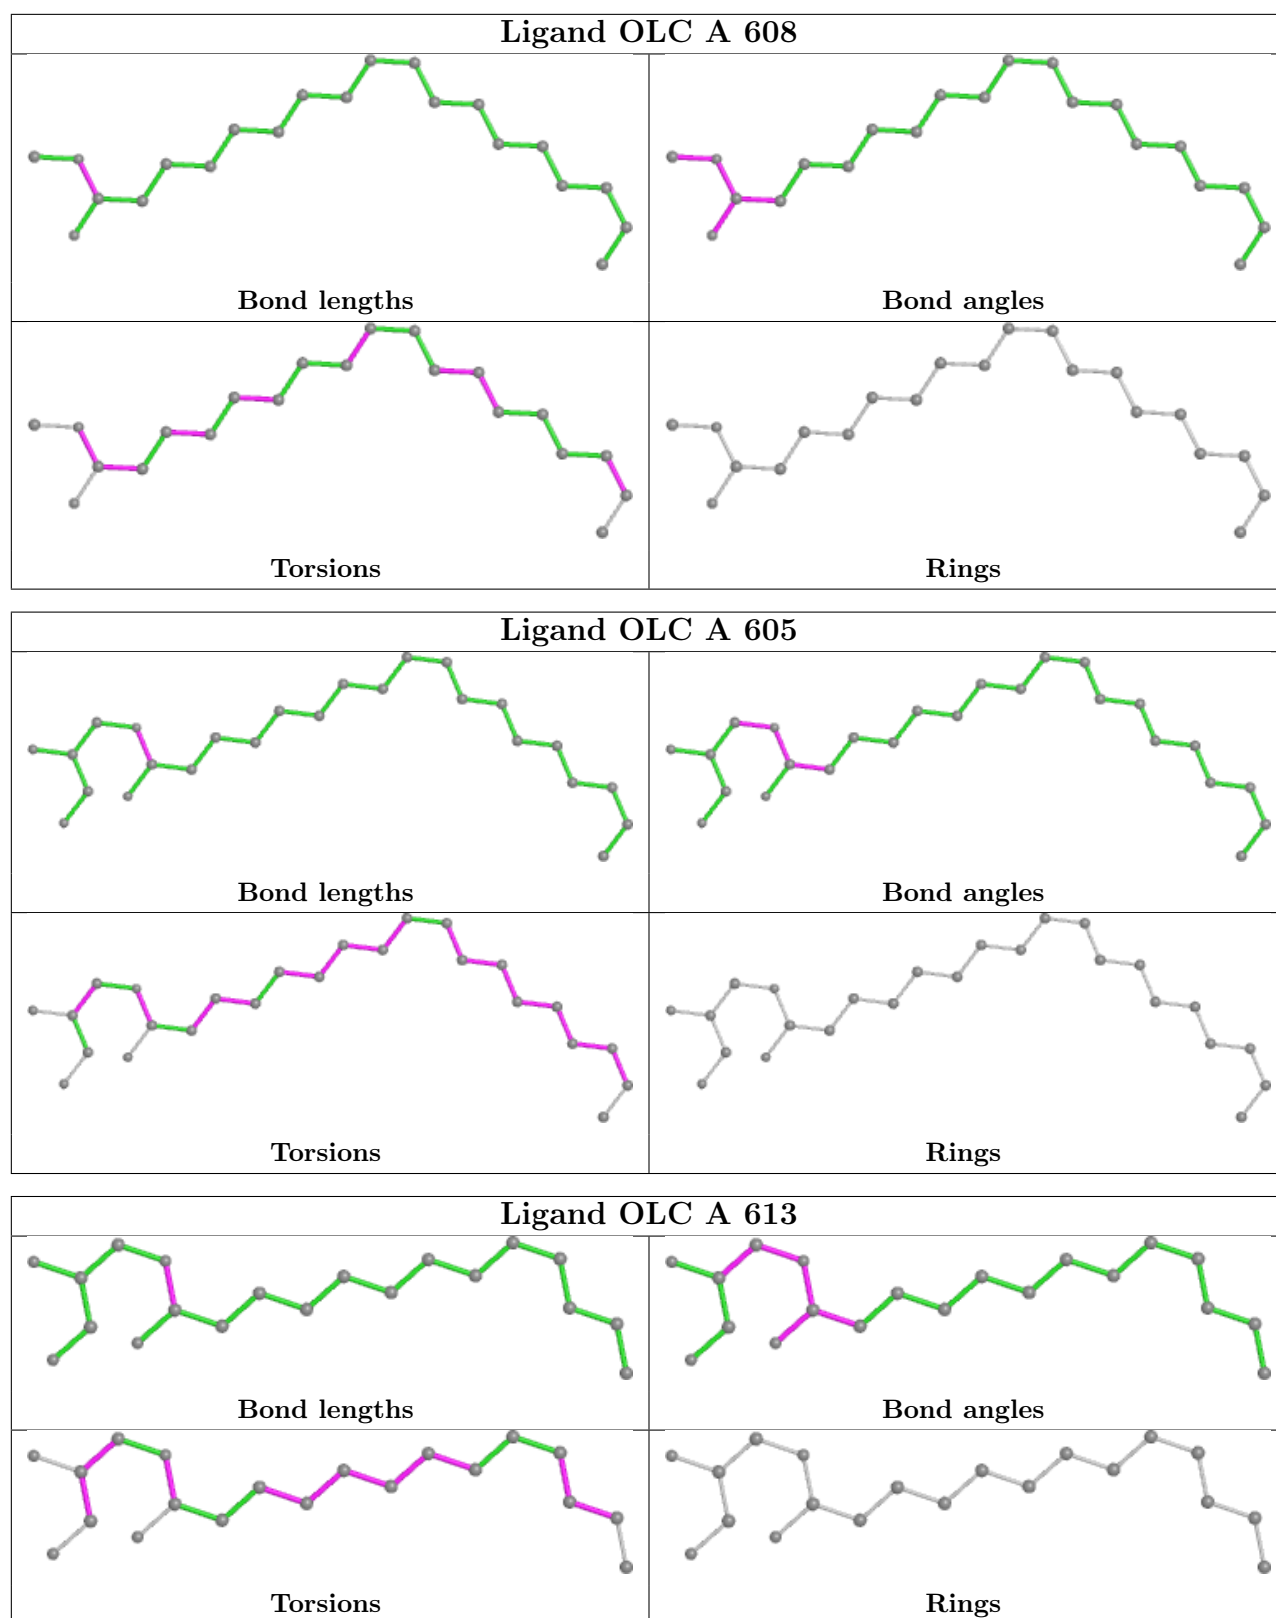 Ligand OLC A 608
Bond lengths
Bond angles
Torsions
Rings
Ligand OLC A 605
Bond lengths
Bond angles
Torsions
Rings
Ligand OLC A 613
Bond lengths
Bond angles
Torsions
Rings